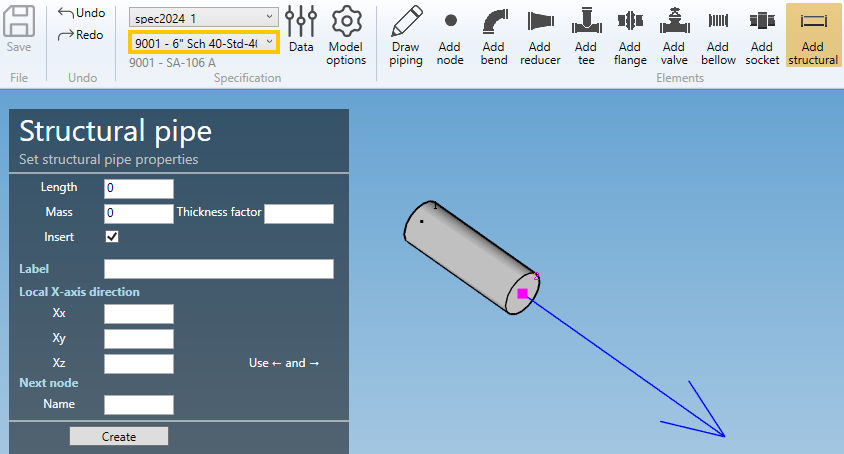 Undo
Redo
Save
File
Undo
spec2024 1
9001 - 6" Sch 40-Std-40
9001 - SA-106 A
Data
Model options
Specification
Draw piping
Add node
Add bend
Add reducer
Add tee
Add flange
Add valve
Add bellow
Add socket
Add structural
Elements
Structural pipe
Set structural pipe properties
Length 0
Mass 0 Thickness factor
Insert
Label
Local X-axis direction
Xx
Xy
Xz Use ← and →
Next node
Name
Create
1
2